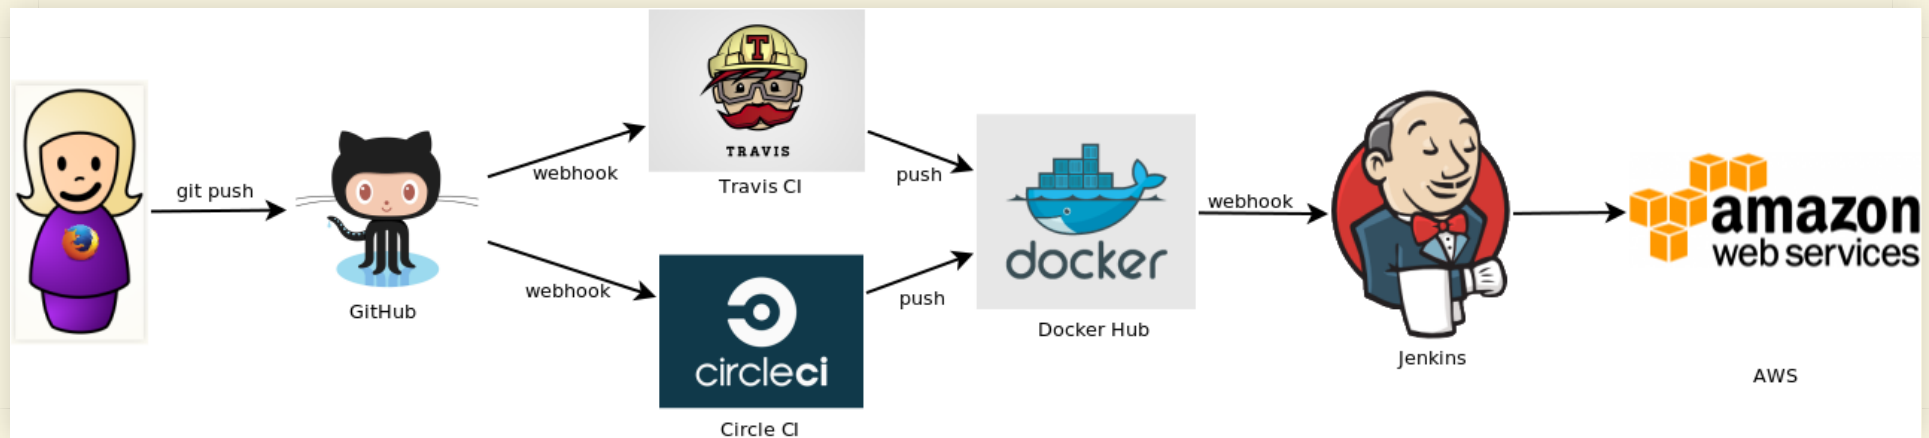 git push
GitHub
webhook
webhook
T
TRAVIS
Travis CI
circleci
Circle CI
push
push
docker
Docker Hub
webhook
Jenkins
amazon
web services
AWS